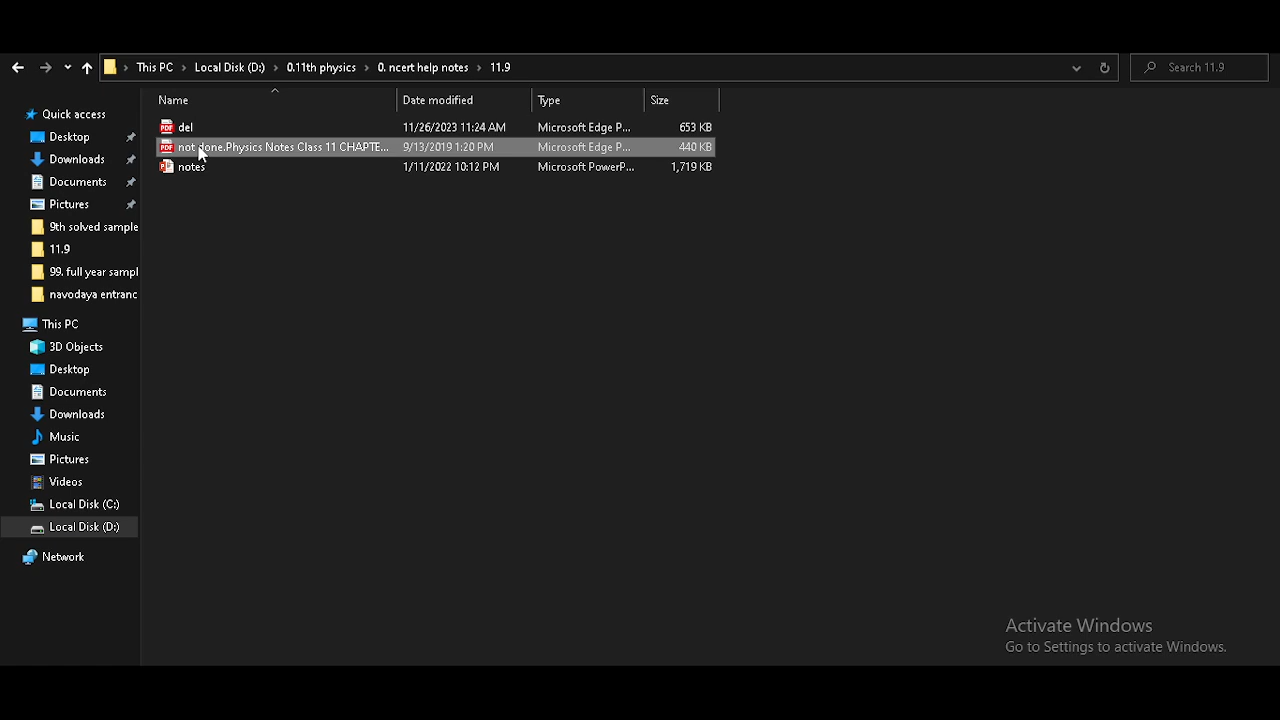 This PC > Local Disk (D:) > 0.11th physics > 0. ncert help notes > 11.9
Search 11.9
Name Date modified Type Size
Quick access
Desktop
Downloads
Documents
Pictures
9th solved sample
11.9
99. full year sampl
navodaya entranc
This PC
3D Objects
Desktop
Documents
Downloads
Music
Pictures
Videos
Local Disk (C:)
Local Disk (D:)
Network
PDF del 11/26/2023 11:24 AM Microsoft Edge P... 653 KB
PDF not done.Physics Notes Class 11 CHAPTE... 9/13/2019 1:20 PM Microsoft Edge P... 440 KB
notes 1/11/2022 10:12 PM Microsoft PowerP... 1,719 KB
Activate Windows
Go to Settings to activate Windows.